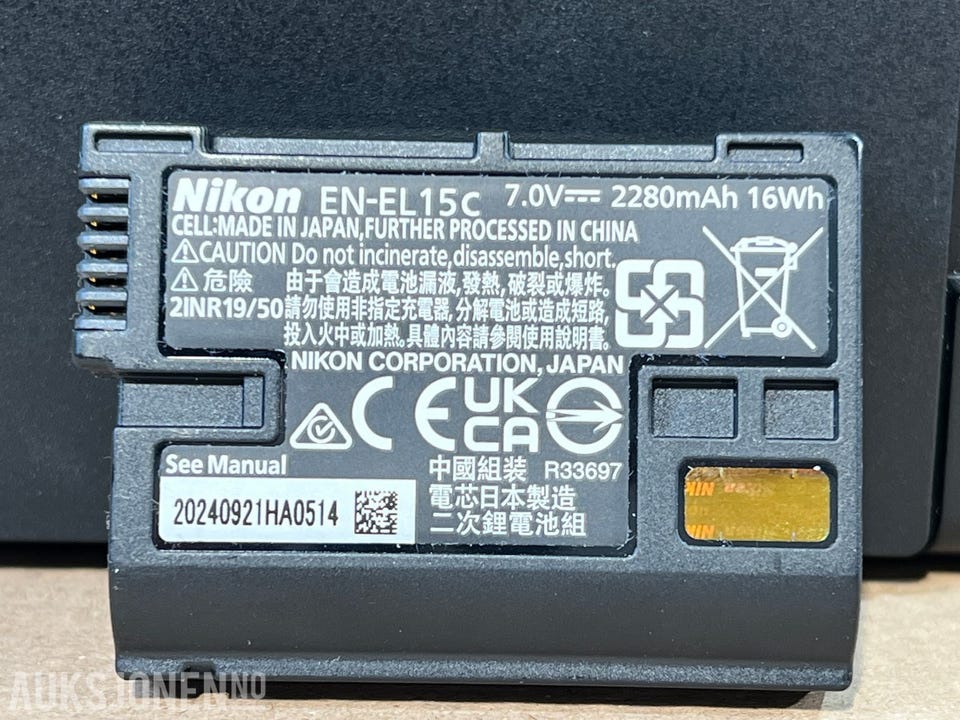 Nikon EN-EL15c 7.0V⎓ 2280mAh 16Wh
CELL:MADE IN JAPAN,FURTHER PROCESSED IN CHINA
⚠CAUTION Do not incinerate,disassemble,short.
⚠危險 由于會造成電池漏液,發熱,破裂或爆炸。
2INR19/50 請勿使用非指定充電器,分解電池或造成短路,
投入火中或加熱。具體內容請參閱使用說明書。
NIKON CORPORATION, JAPAN
CE UK
CA
See Manual
中國組装 R33697
20240921HA0514
電芯日本製造
二次鋰電池組
AUKSJONEN.NO